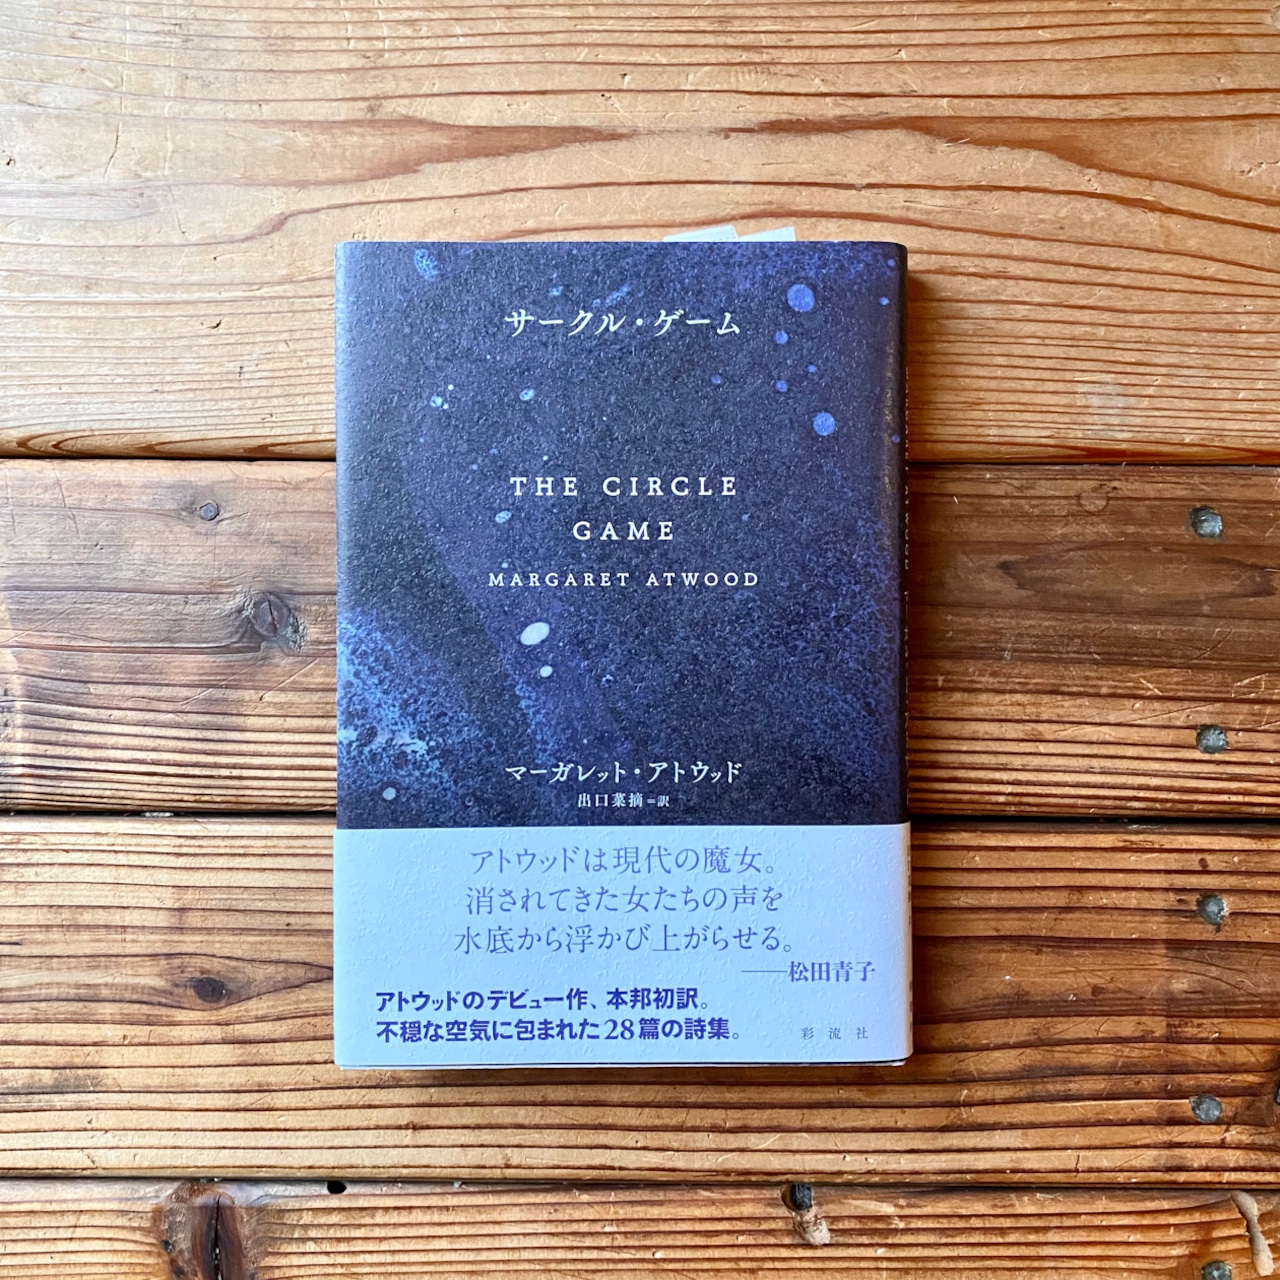 サークル・ゲーム
THE CIRCLE
GAME
MARGARET ATWOOD
マーガレット・アトウッド
出口菜摘=訳
アトウッドは現代の魔女。
消されてきた女たちの声を
水底から浮かび上がらせる。
──松田青子
アトウッドのデビュー作、本邦初訳。
不穏な空気に包まれた28篇の詩集。
彩流社